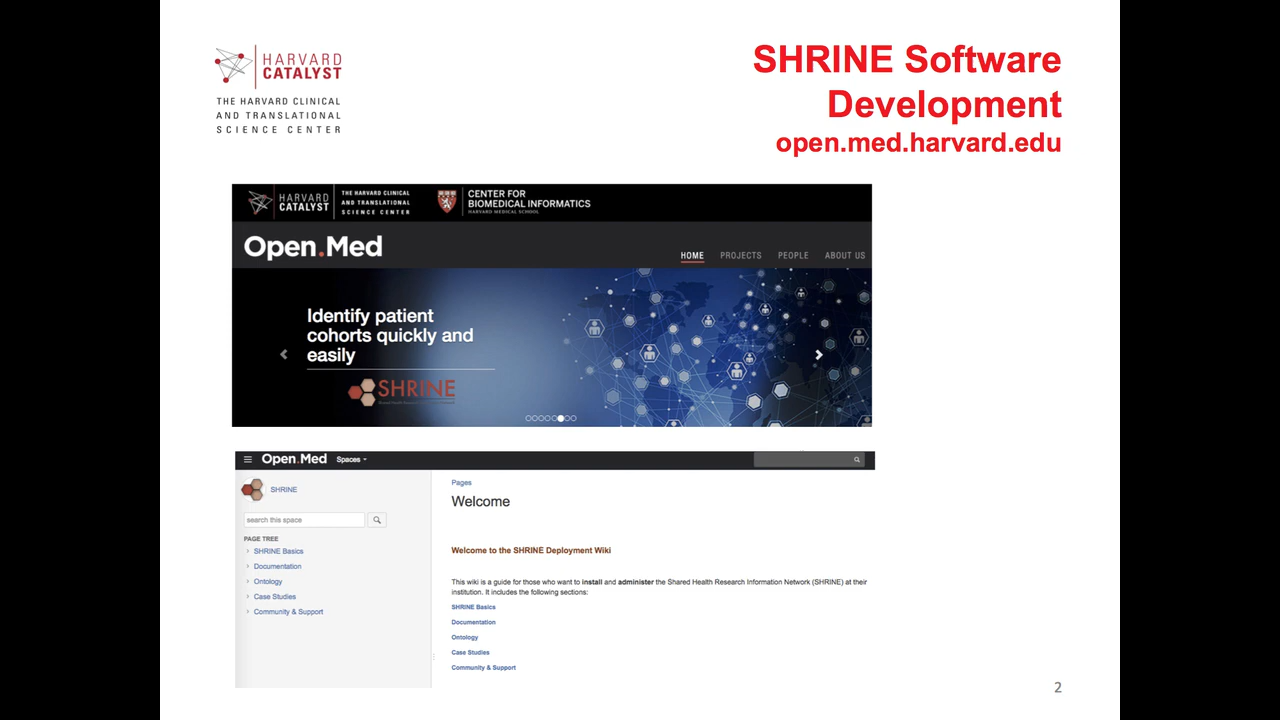 HARVARD
CATALYST
THE HARVARD CLINICAL
AND TRANSLATIONAL
SCIENCE CENTER
SHRINE Software
Development
open.med.harvard.edu
HARVARD
CATALYST
THE HARVARD CLINICAL
AND TRANSLATIONAL
SCIENCE CENTER
CENTER FOR
BIOMEDICAL INFORMATICS
HARVARD MEDICAL SCHOOL
Open.Med
HOME PROJECTS PEOPLE ABOUT US
Identify patient
cohorts quickly and
easily
SHRINE
Open.Med Spaces
SHRINE
search this space
PAGE TREE
SHRINE Basics
Documentation
Ontology
Case Studies
Community & Support
Pages
Welcome
Welcome to the SHRINE Deployment Wiki
This wiki is a guide for those who want to install and administer the Shared Health Research Information Network (SHRINE) at their
institution. It includes the following sections:
SHRINE Basics
Documentation
Ontology
Case Studies
Community & Support
2